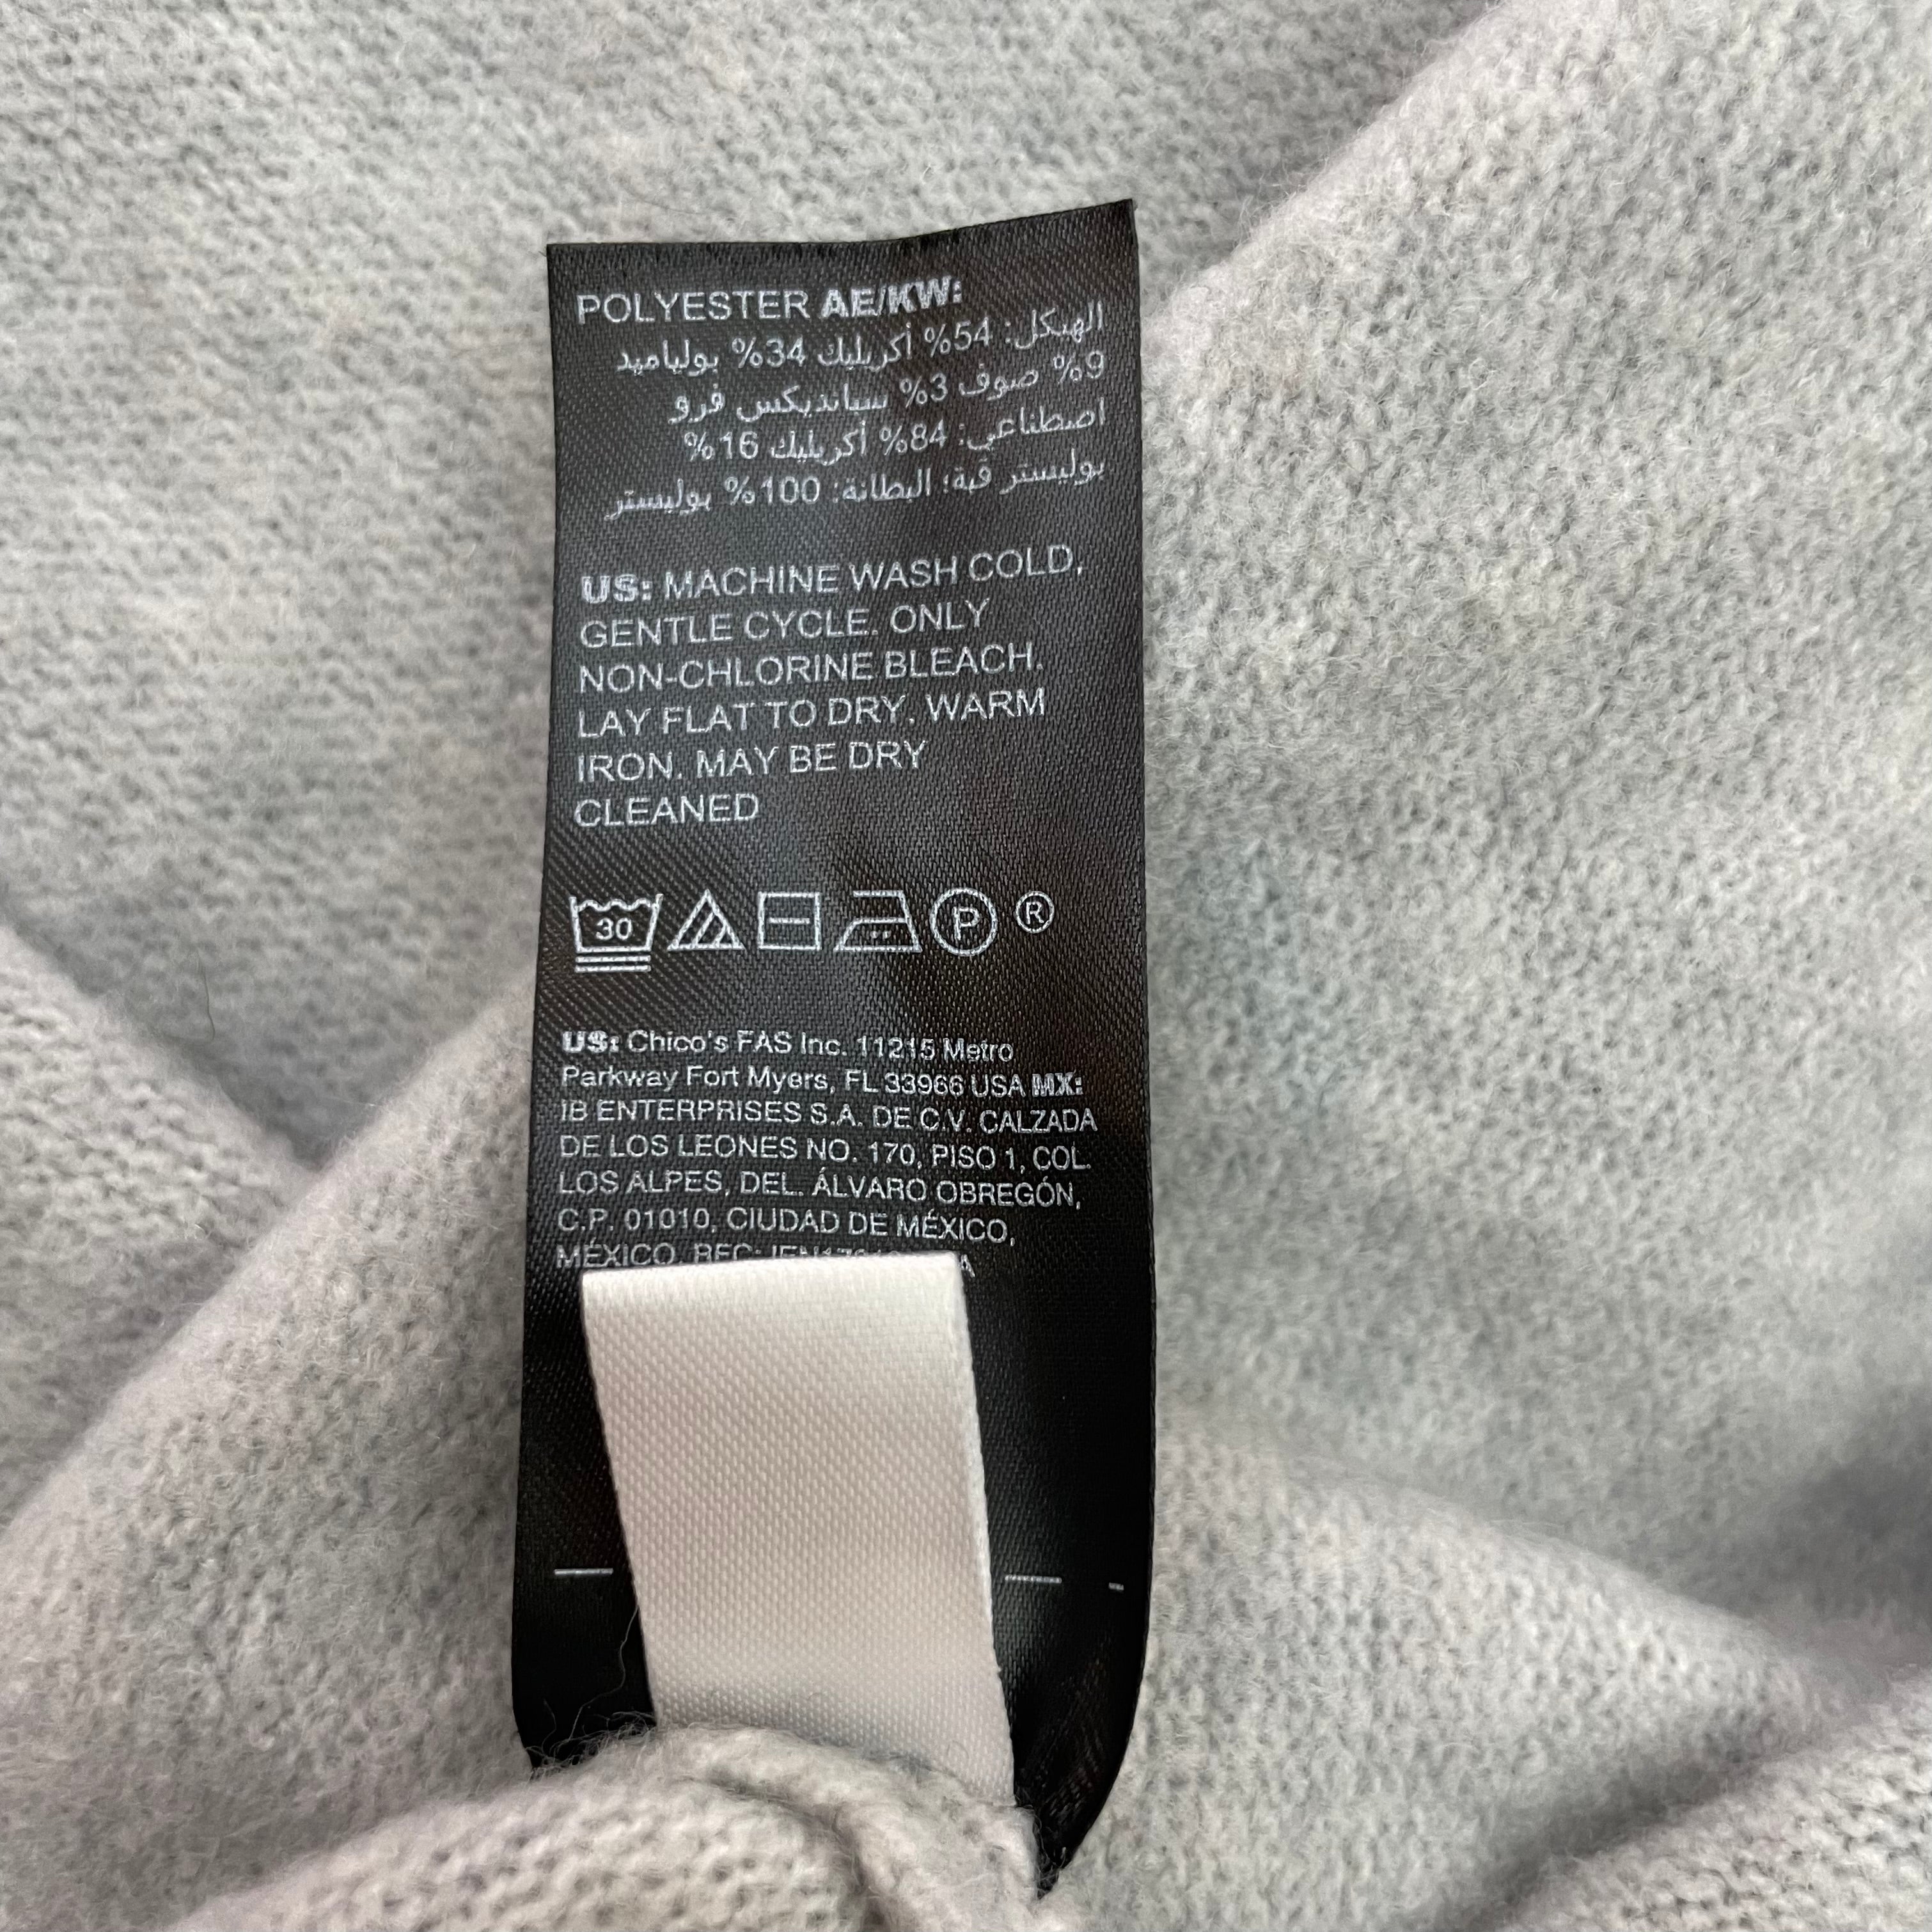 POLYESTER AE/KW:
الهيكل: 54% أكريليك 34% بولياميد
9% صوف 3% سباندیکس فرو
اصطناعي: 84% أكريليك 16%
بوليستر قبة؛ البطانة: 100% بوليستر
US: MACHINE WASH COLD,
GENTLE CYCLE. ONLY
NON-CHLORINE BLEACH.
LAY FLAT TO DRY. WARM
IRON. MAY BE DRY
CLEANED
30 P ®
US: Chico's FAS Inc. 11215 Metro
Parkway Fort Myers, FL 33966 USA MX:
IB ENTERPRISES S.A. DE C.V. CALZADA
DE LOS LEONES NO. 170, PISO 1, COL.
LOS ALPES, DEL. ÁLVARO OBREGÓN,
C.P. 01010, CIUDAD DE MÉXICO,
MÉXICO. RFC: